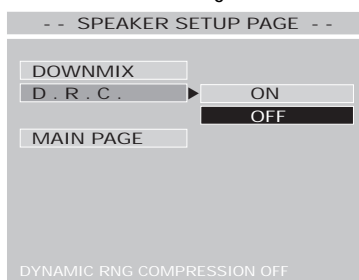 - - SPEAKER SETUP PAGE - -
DOWNMIX
D . R . C . ON
OFF
MAIN PAGE
DYNAMIC RNG COMPRESSION OFF